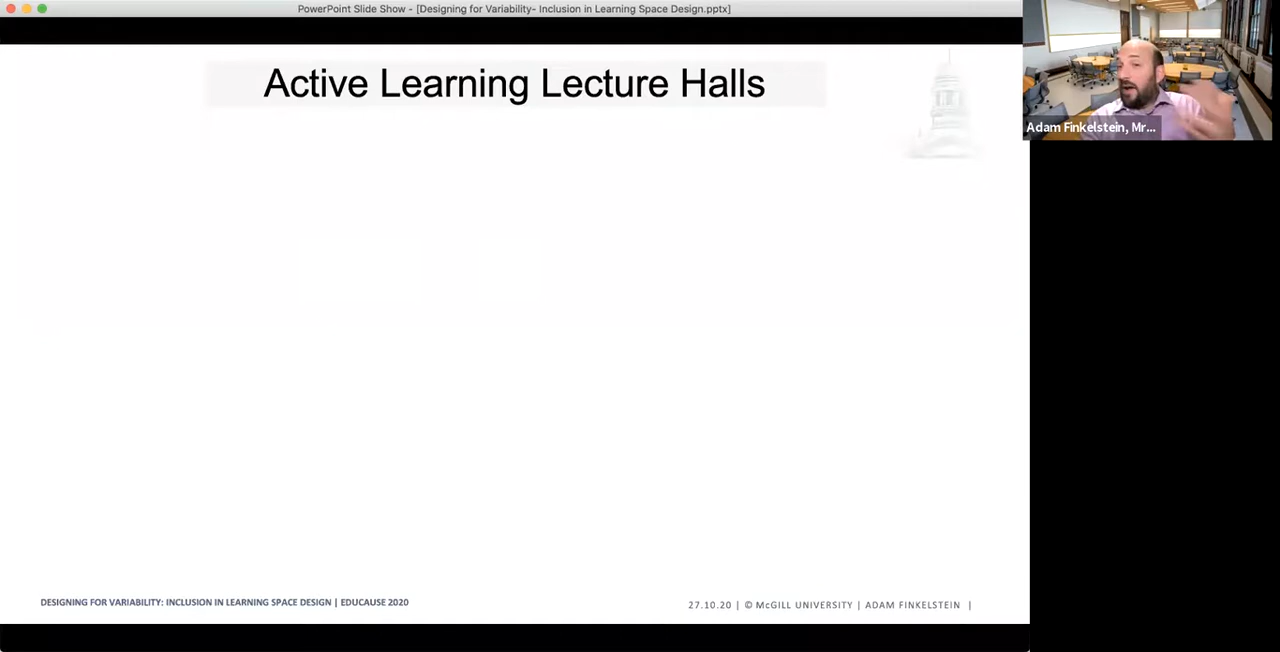 PowerPoint Slide Show - [Designing for Variability- Inclusion in Learning Space Design.pptx]
Active Learning Lecture Halls
Adam Finkelstein, Mr...
DESIGNING FOR VARIABILITY: INCLUSION IN LEARNING SPACE DESIGN | EDUCAUSE 2020
27.10.20 | © McGILL UNIVERSITY | ADAM FINKELSTEIN |